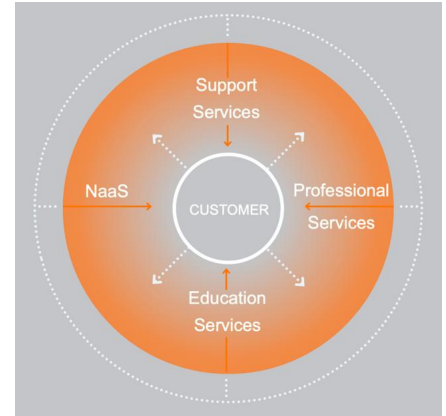 Support
Services
NaaS
CUSTOMER
Professional
Services
Education
Services